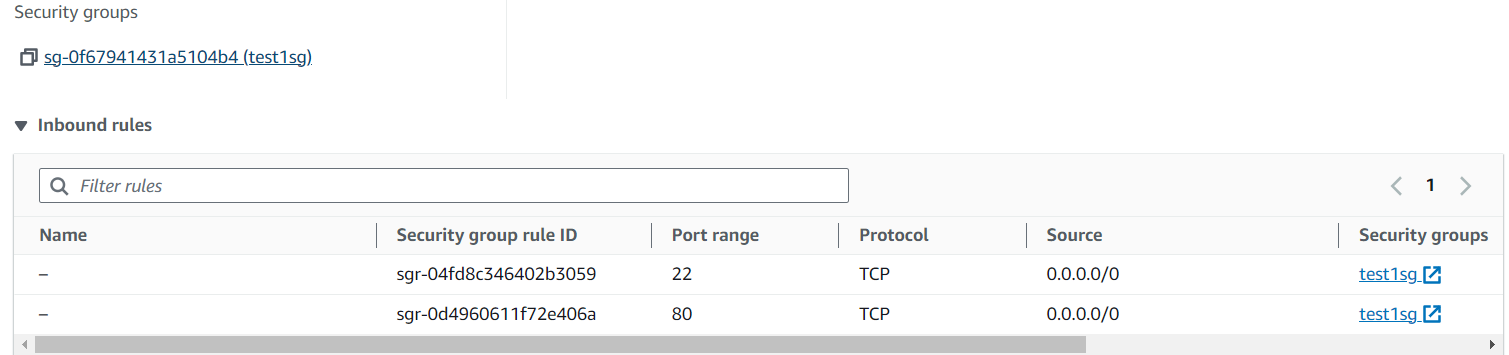 Security groups
sg-0f67941431a5104b4 (test1sg)
Inbound rules
Filter rules
1
Name Security group rule ID Port range Protocol Source Security groups
– sgr-04fd8c346402b3059 22 TCP 0.0.0.0/0 test1sg
– sgr-0d4960611f72e406a 80 TCP 0.0.0.0/0 test1sg